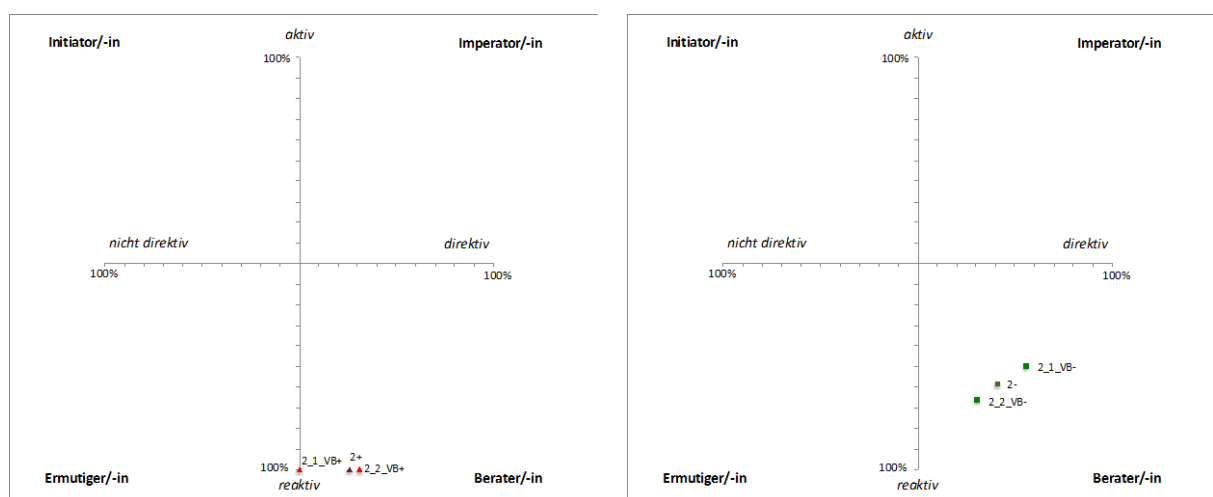 aktiv
Initiator/-in
Imperator/-in
100%
nicht direktiv
direktiv
100%
100%
2_1_VB+
2+
2_2_VB+
100%
Ermutiger/-in
reaktiv
Berater/-in
aktiv
Initiator/-in
Imperator/-in
100%
nicht direktiv
direktiv
100%
100%
2_1_VB-
2-
2_2_VB-
100%
Ermutiger/-in
reaktiv
Berater/-in